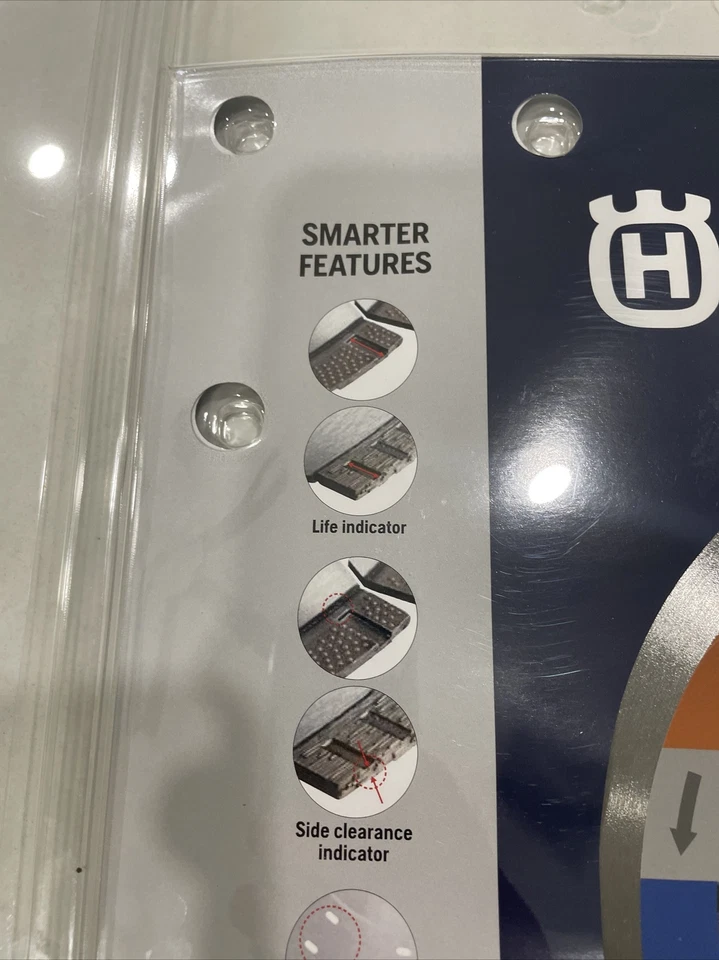 SMARTER
FEATURES
H
Life indicator
Side clearance
indicator